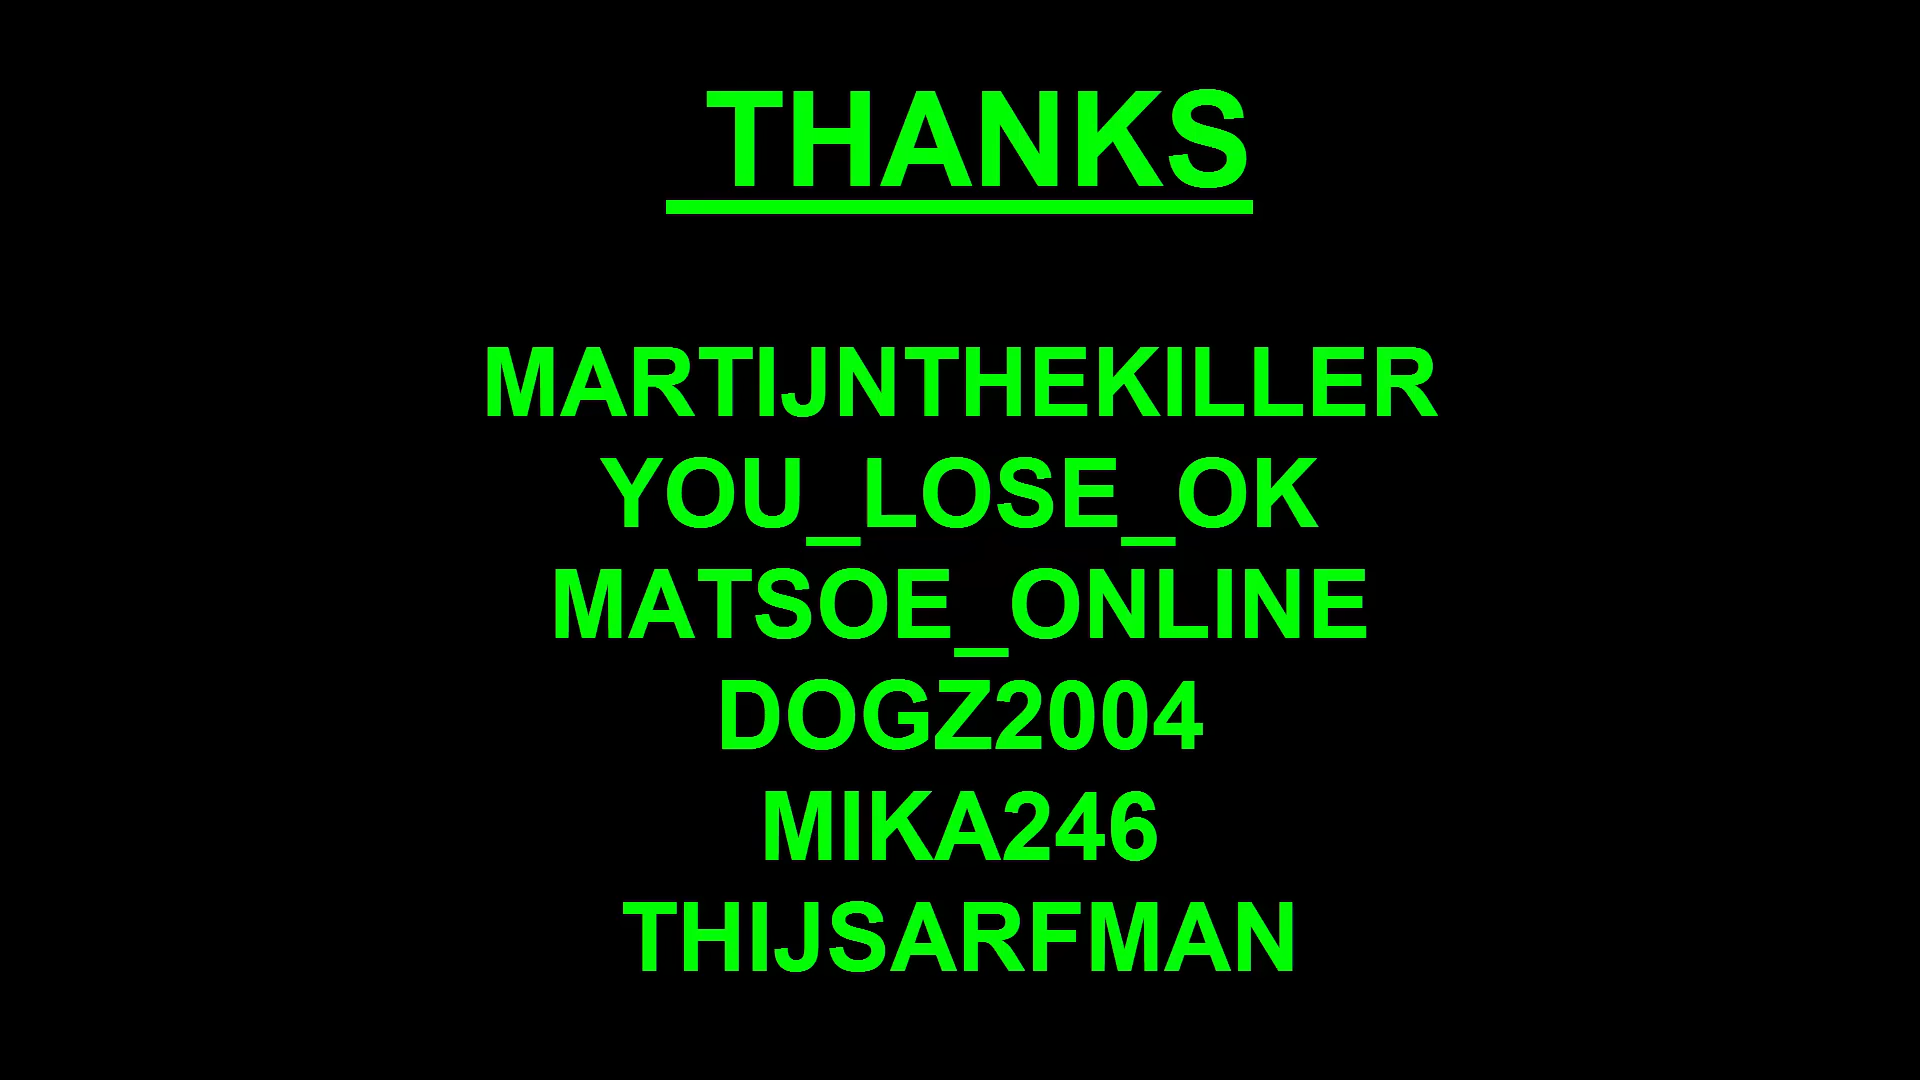 THANKS
MARTIJNTHEKILLER
YOU_LOSE_OK
MATSOE_ONLINE
DOGZ2004
MIKA246
THIJSARFMAN